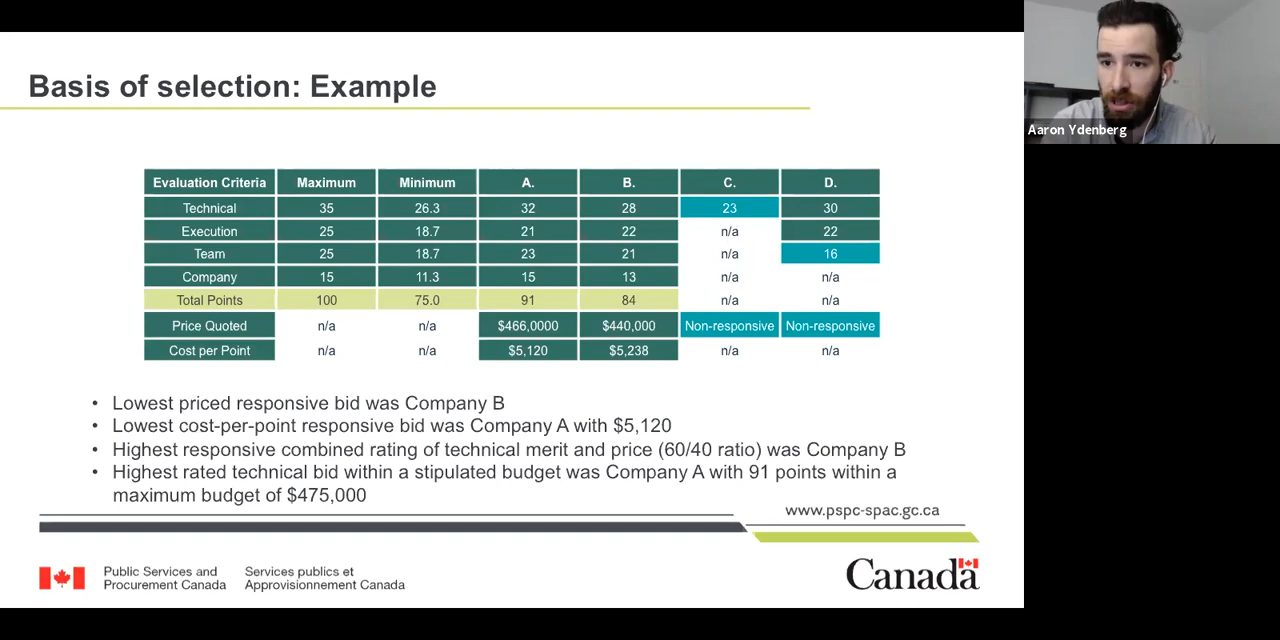 Basis of selection: Example
Aaron Ydenberg
Evaluation Criteria Maximum Minimum A. B. C. D.
Technical 35 26.3 32 28 23 30
Execution 25 18.7 21 22 n/a 22
Team 25 18.7 23 21 n/a 16
Company 15 11.3 15 13 n/a n/a
Total Points 100 75.0 91 84 n/a n/a
Price Quoted n/a n/a $466,0000 $440,000 Non-responsive Non-responsive
Cost per Point n/a n/a $5,120 $5,238 n/a n/a
• Lowest priced responsive bid was Company B
• Lowest cost-per-point responsive bid was Company A with $5,120
• Highest responsive combined rating of technical merit and price (60/40 ratio) was Company B
• Highest rated technical bid within a stipulated budget was Company A with 91 points within a
maximum budget of $475,000
www.pspc-spac.gc.ca
Public Services and Services publics et
Procurement Canada Approvisionnement Canada
Canada